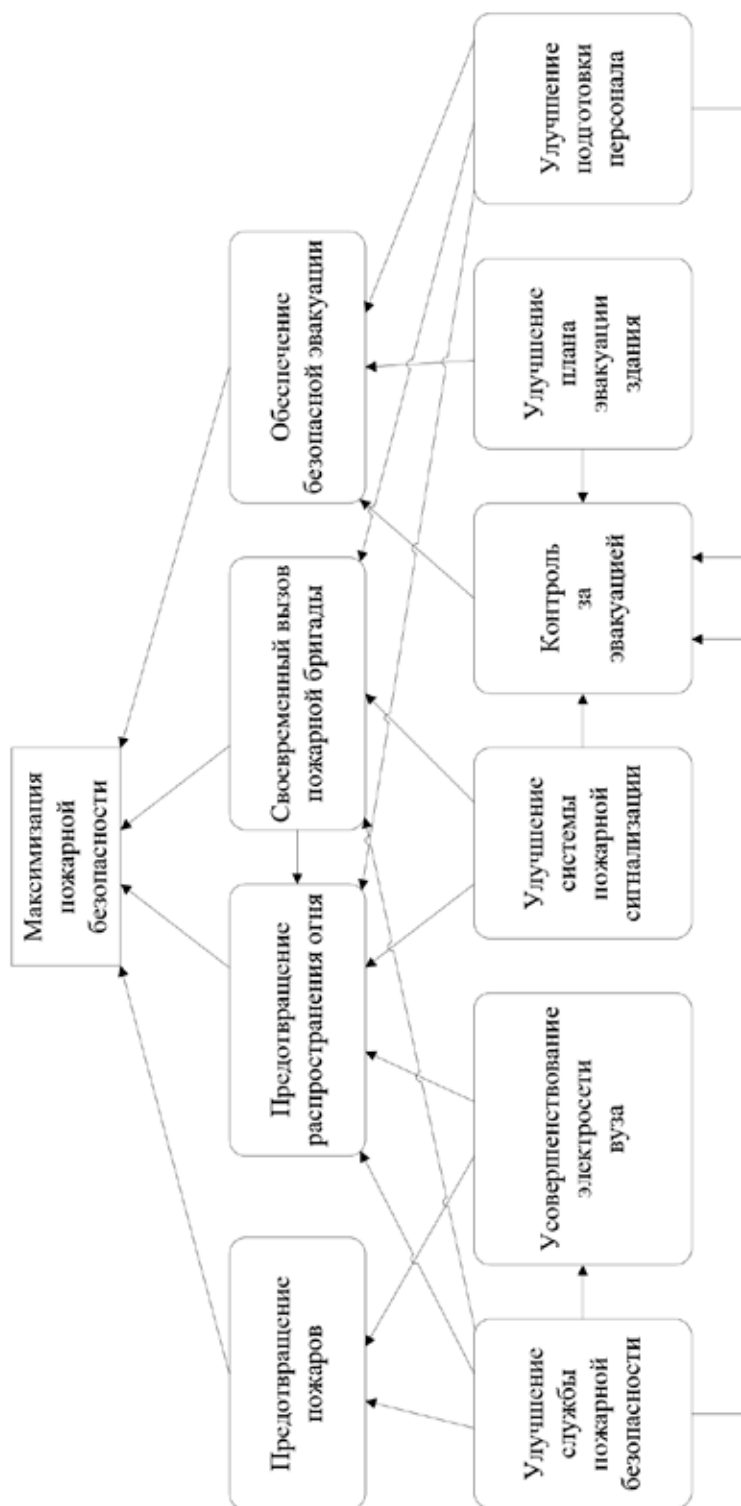 Максимизация
пожарной
безопасности
Предотвращение
пожаров
Предотвращение
распространения огня
Своевременный вызов
пожарной бригады
Обеспечение
безопасной эвакуации
Улучшение
службы
пожарной
безопасности
Усовершенствование
электрости
вуза
Улучшение
системы
пожарной
сигнализации
Контроль
за
эвакуацией
Улучшение
плана
эвакуации
здания
Улучшение
подготовки
персонала